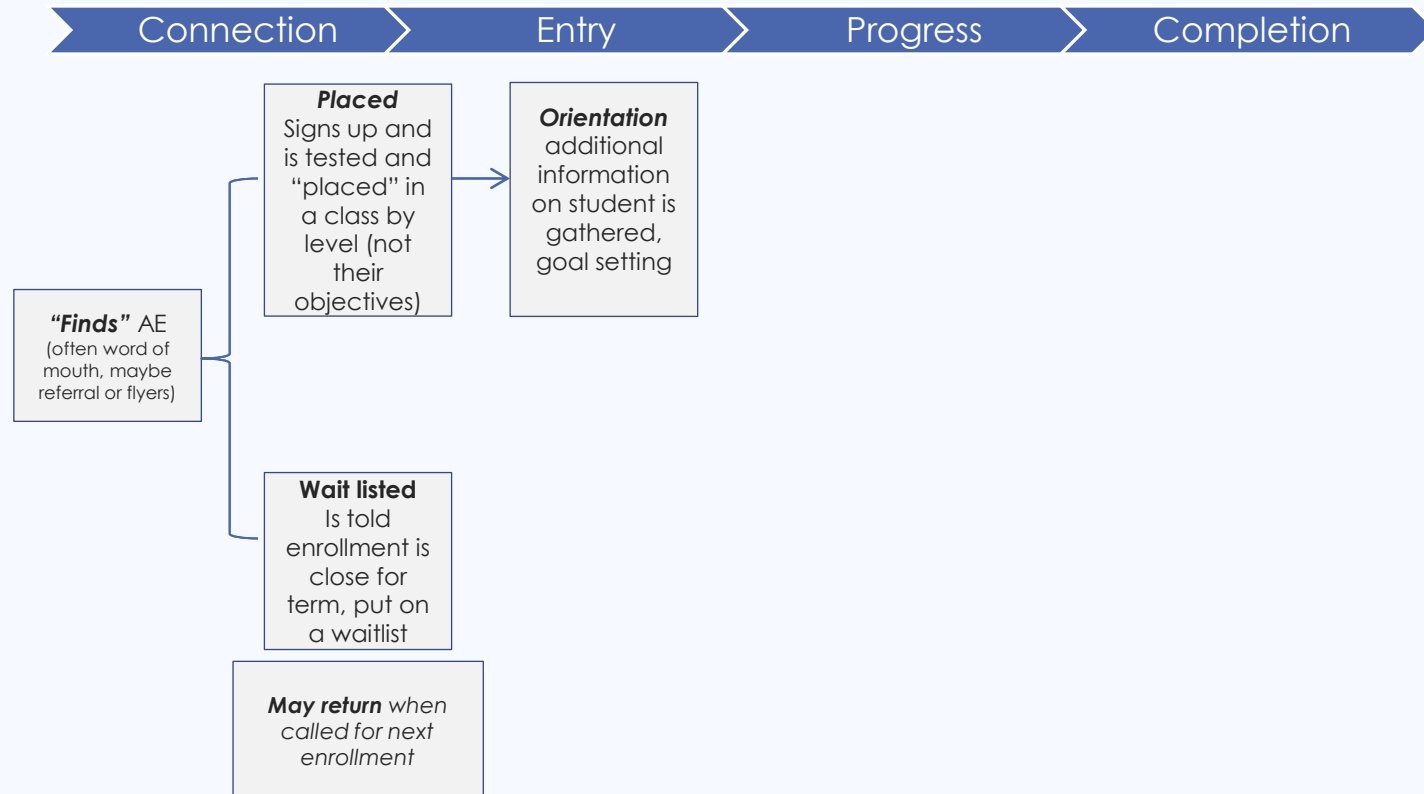 Connection
Entry
Progress
Completion
Placed
Signs up and
is tested and
“placed” in
a class by
level (not
their
objectives)
Orientation
additional
information
on student is
gathered,
goal setting
“Finds” AE
(often word of
mouth, maybe
referral or flyers)
Wait listed
Is told
enrollment is
close for
term, put on
a waitlist
May return when
called for next
enrollment